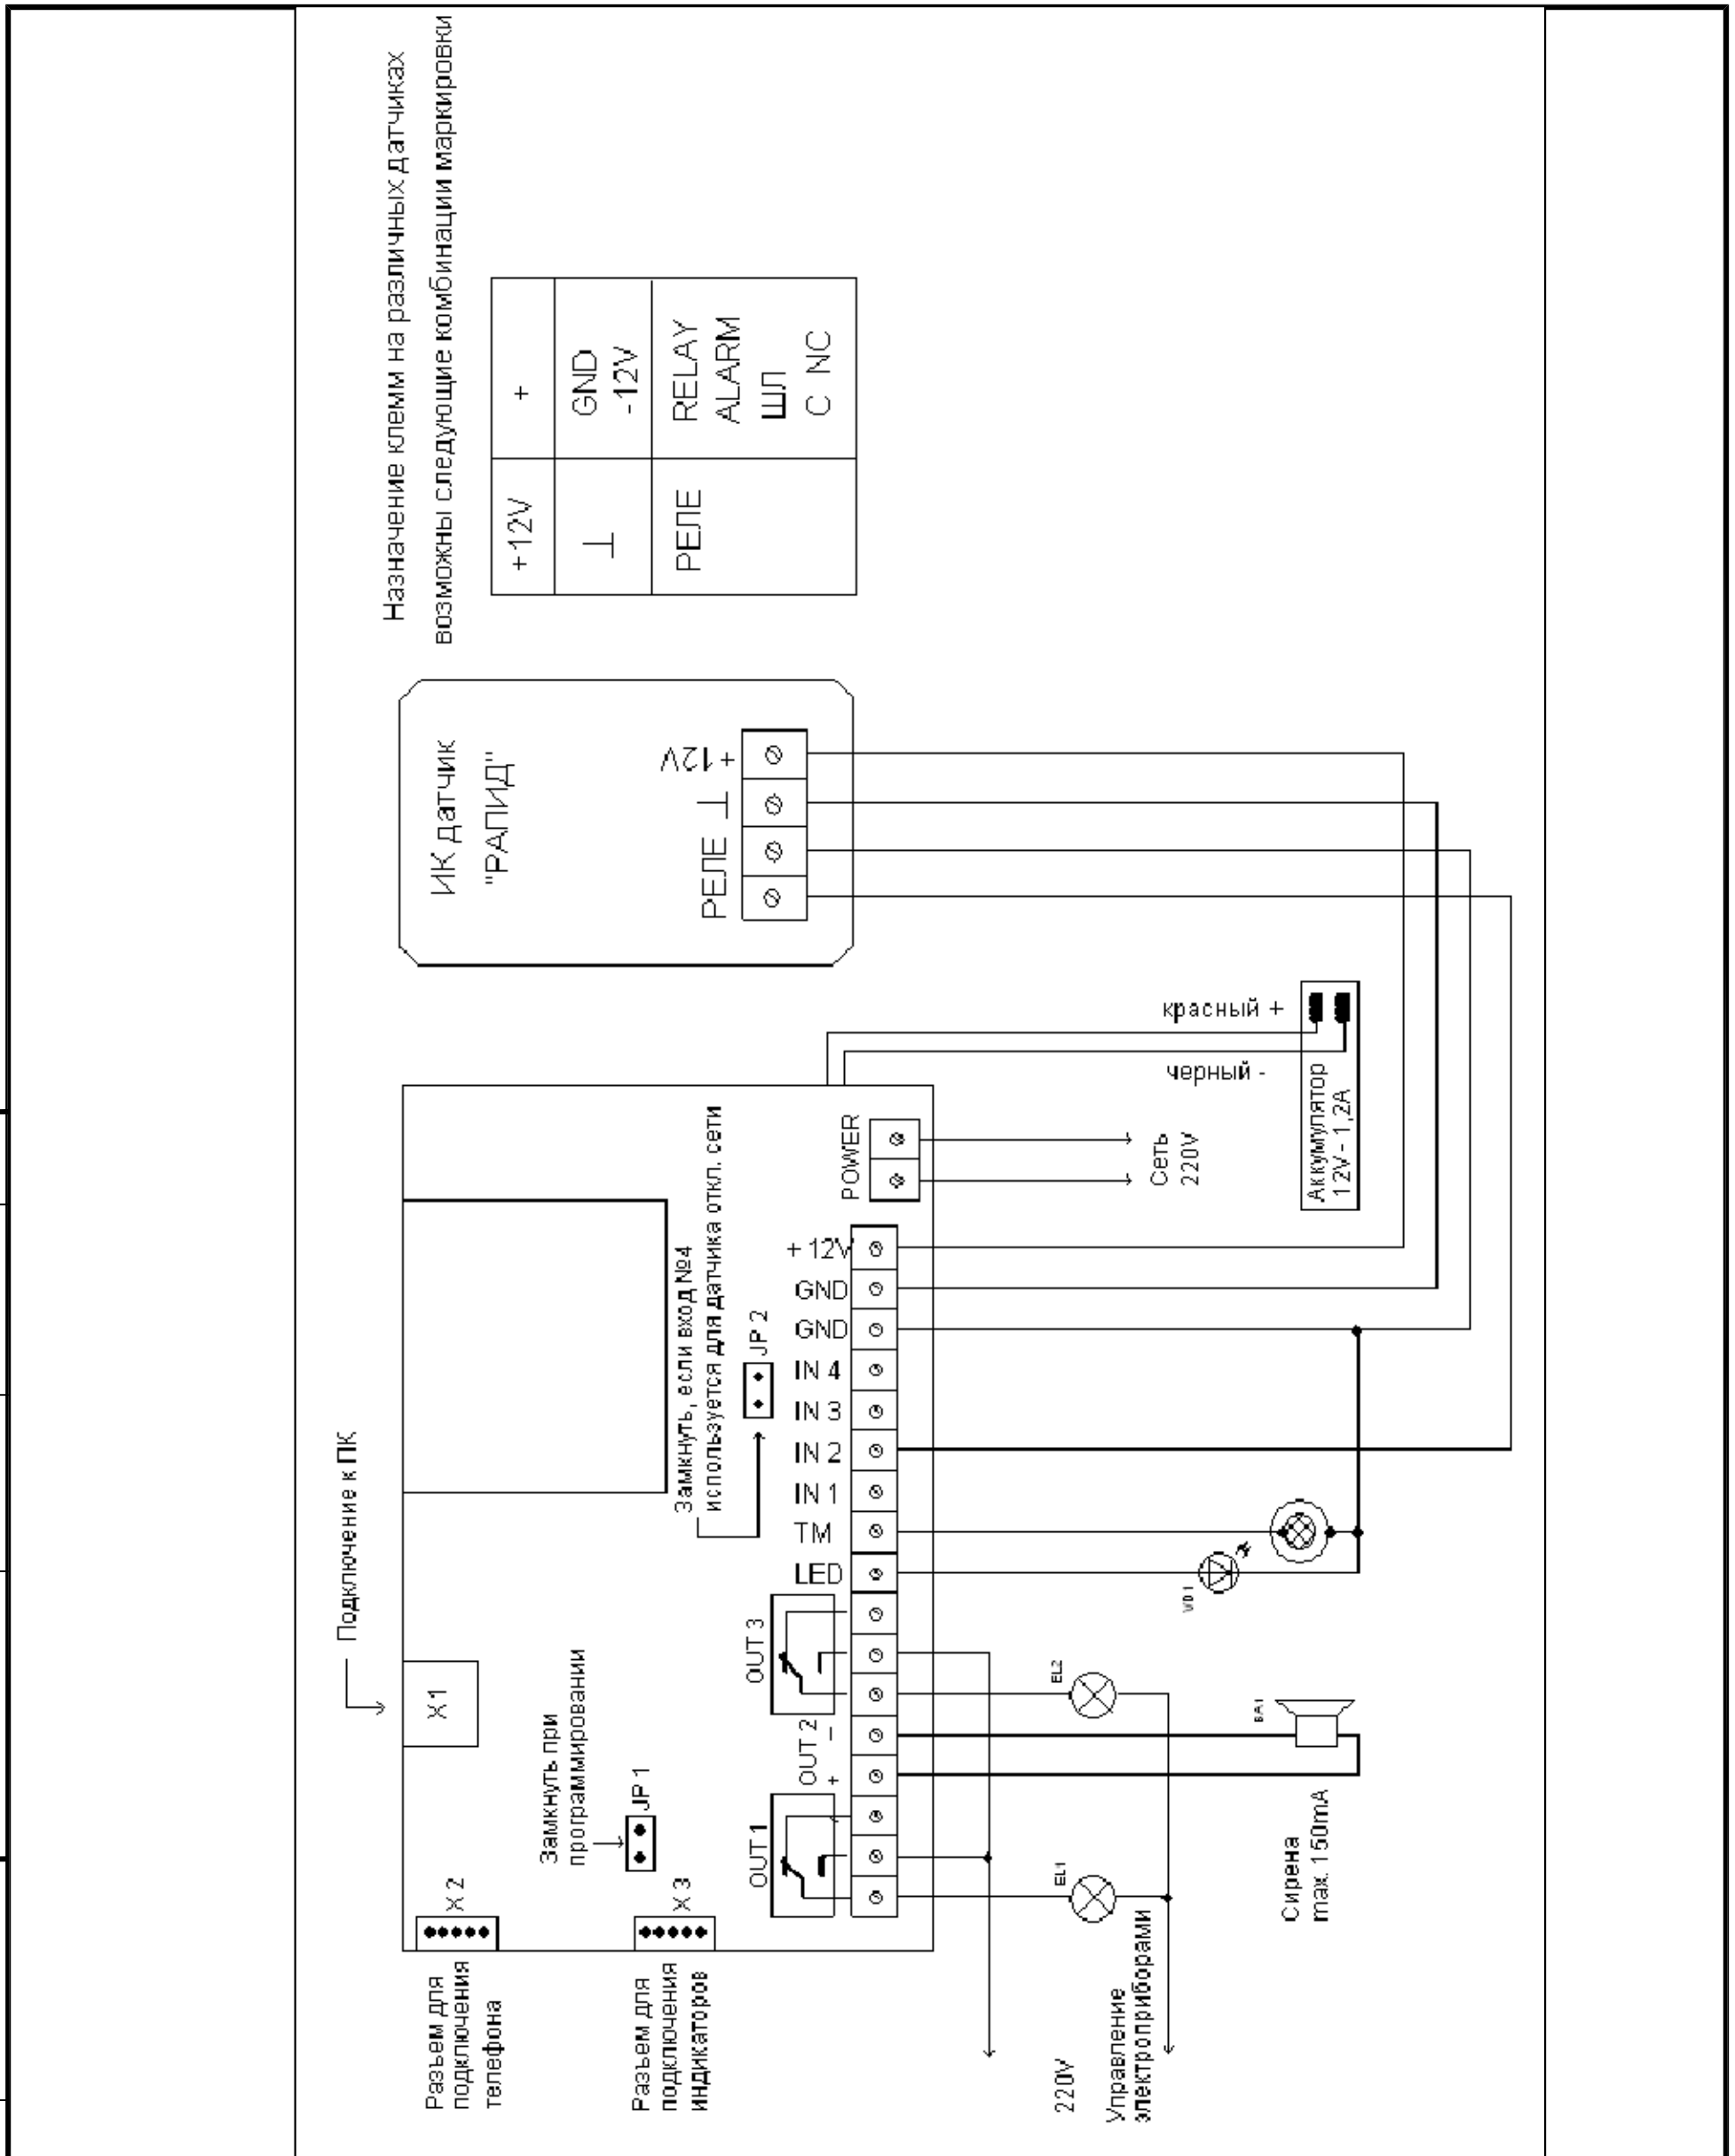 Подключение к ПК
X1
Разъем для
подключения
телефона
X 2
Замкнуть при
программировании
JP 1
Разъем для
подключения
индикаторов
X 3
Замкнуть, если вход №4
используется для датчика откл. сети
JP 2
OUT 1
+ OUT 2 −
OUT 3
LED
TM
IN 1
IN 2
IN 3
IN 4
GND
GND
+ 12V
POWER
220V
Управление
электроприборами
EL1
EL2
Сирена
max. 150mA
BA1
VD1
Сеть
220V
красный +
черный -
Аккумулятор
12V - 1,2A
ИК датчик
"РАПИД"
РЕЛЕ
⊥
+12V
Назначение клемм на различных датчиках
возможны следующие комбинации маркировки
+12V +
⊥ GND
-12V
РЕЛЕ RELAY
ALARM
ШЛ
C NC